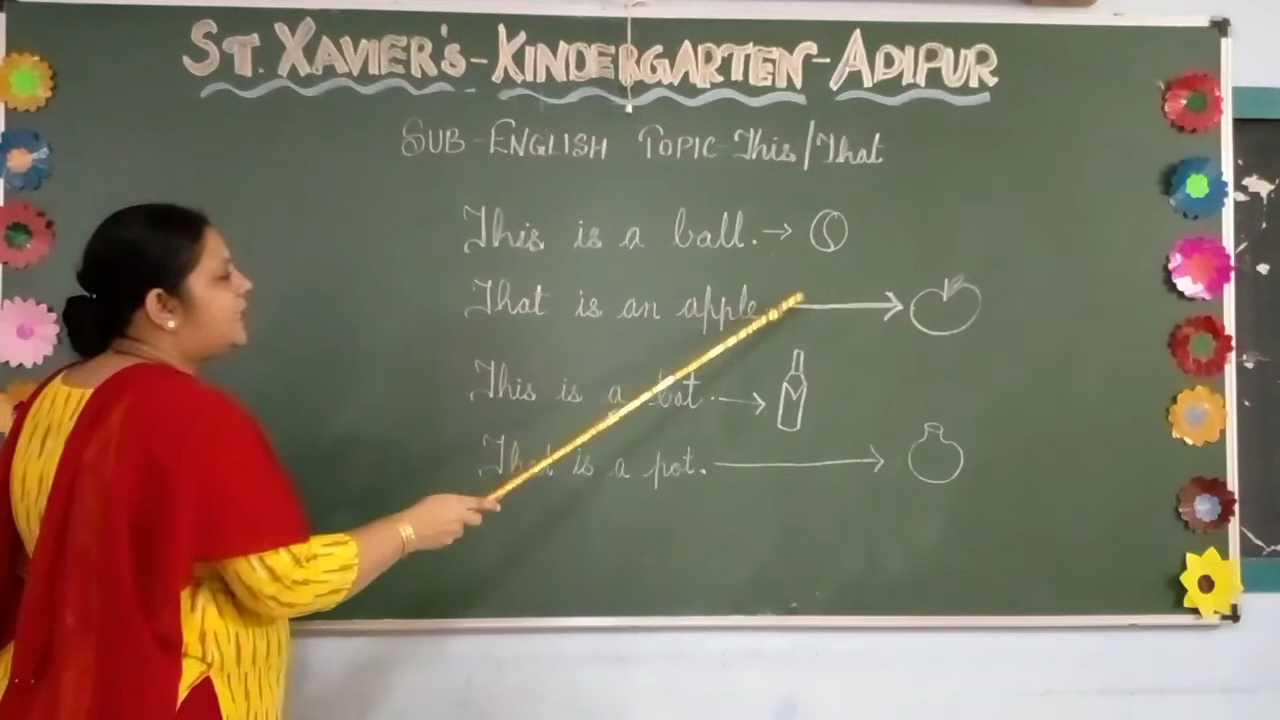 ST. XAVIER'S-KINDERGARTEN-ADIPUR
SUB-ENGLISH TOPIC-This/That
This is a ball.→
That is an apple
This is a bat.→
That is a pot.→